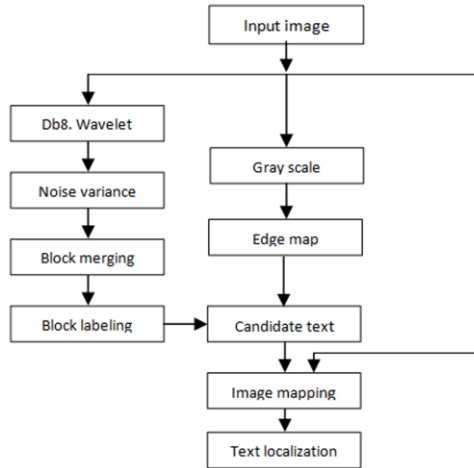 Input image
Db8. Wavelet
Noise variance
Block merging
Block labeling
Gray scale
Edge map
Candidate text
Image mapping
Text localization